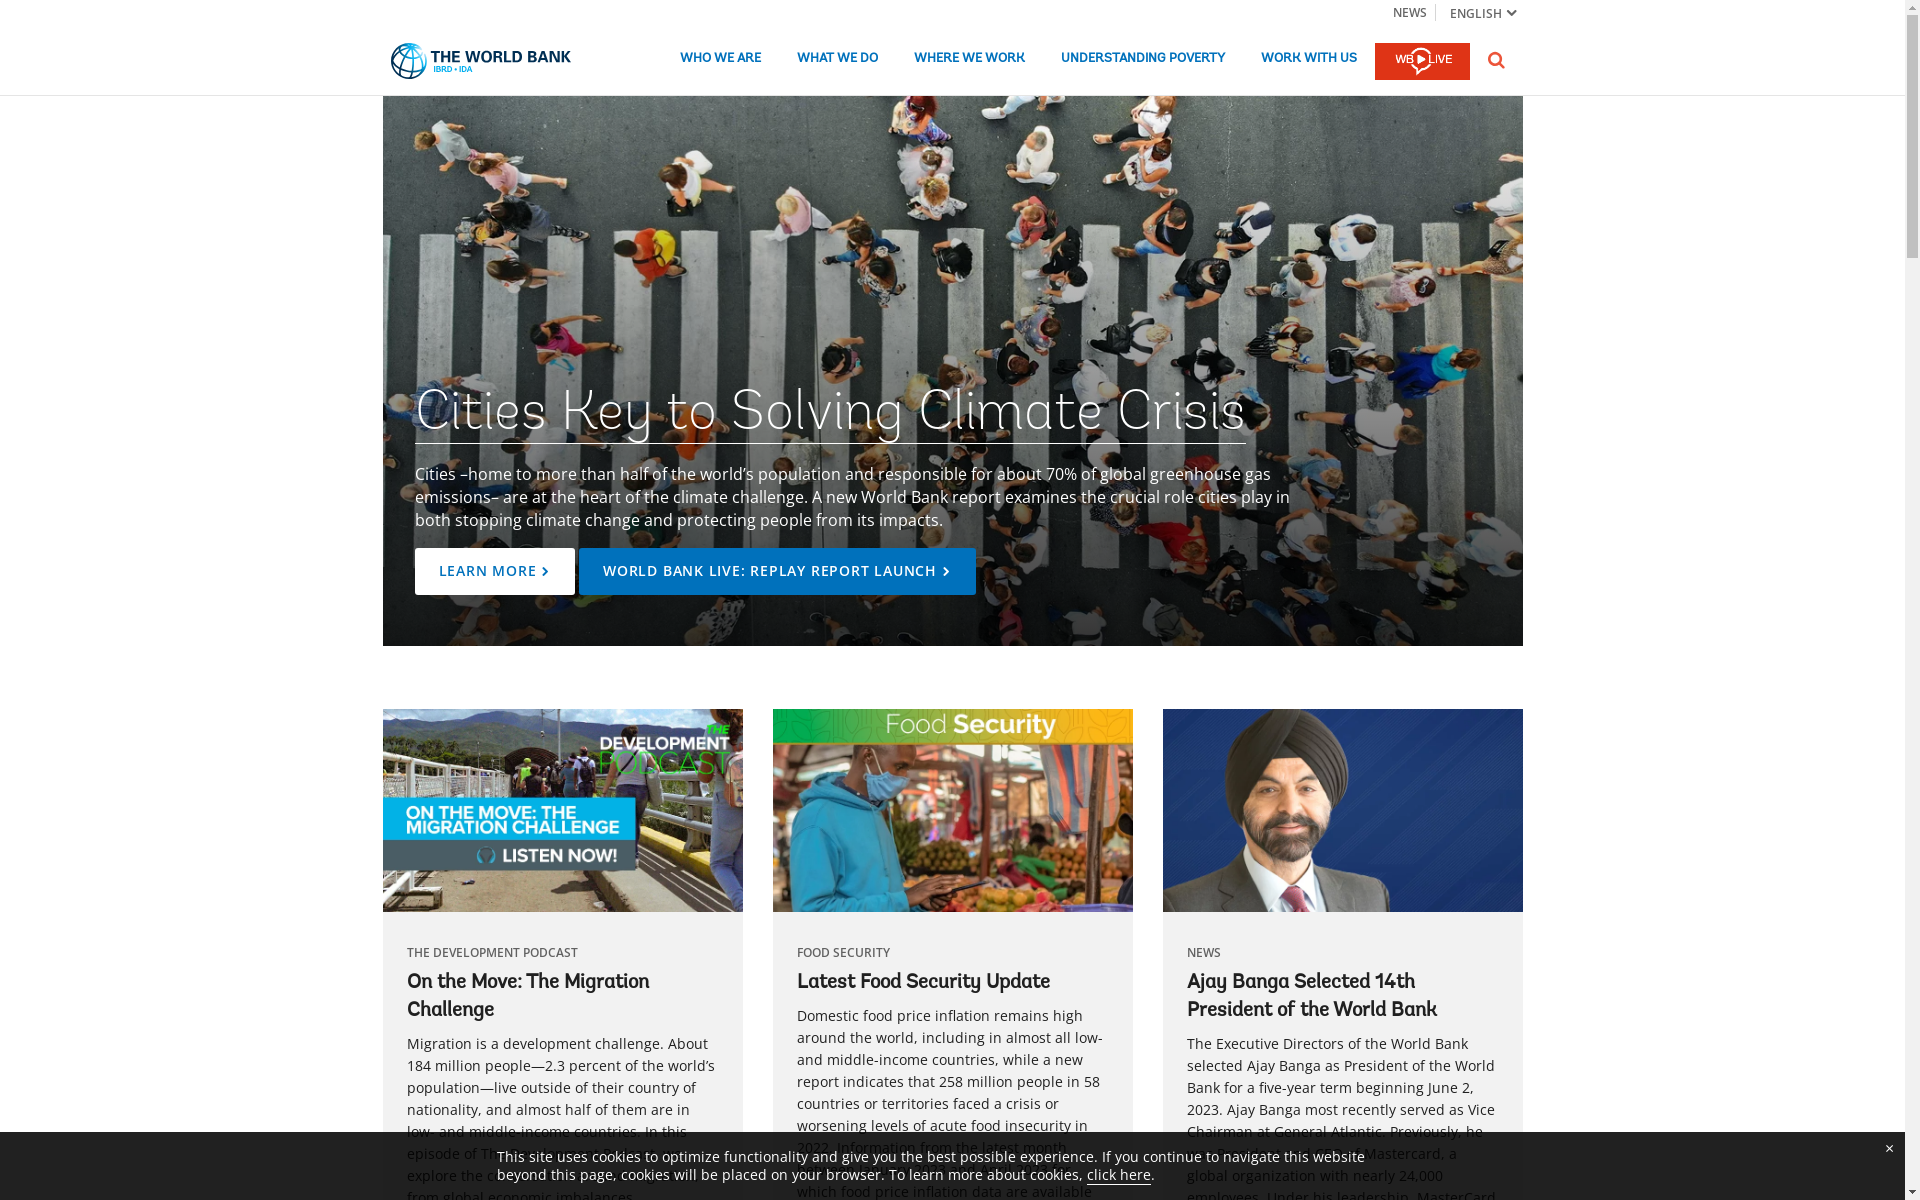 NEWS
ENGLISH
THE WORLD BANK
IBRD • IDA
WHO WE ARE
WHAT WE DO
WHERE WE WORK
UNDERSTANDING POVERTY
WORK WITH US
WB LIVE
Cities Key to Solving Climate Crisis
Cities –home to more than half of the world’s population and responsible for about 70% of global greenhouse gas
emissions– are at the heart of the climate challenge. A new World Bank report examines the crucial role cities play in
both stopping climate change and protecting people from its impacts.
LEARN MORE
WORLD BANK LIVE: REPLAY REPORT LAUNCH
THE
DEVELOPMENT
PODCAST
ON THE MOVE: THE
MIGRATION CHALLENGE
LISTEN NOW!
THE DEVELOPMENT PODCAST
On the Move: The Migration
Challenge
Migration is a development challenge. About
184 million people—2.3 percent of the world’s
population—live outside of their country of
nationality, and almost half of them are in
low- and middle-income countries. In this
Food Security
FOOD SECURITY
Latest Food Security Update
Domestic food price inflation remains high
around the world, including in almost all low-
and middle-income countries, while a new
report indicates that 258 million people in 58
countries or territories faced a crisis or
worsening levels of acute food insecurity in
2022. Information from the latest month
which food price inflation data are available
NEWS
Ajay Banga Selected 14th
President of the World Bank
The Executive Directors of the World Bank
selected Ajay Banga as President of the World
Bank for a five-year term beginning June 2,
2023. Ajay Banga most recently served as Vice
Chairman at General Atlantic. Previously, he
global organization with nearly 24,000
employees. Under his leadership, MasterCard
This site uses cookies to optimize functionality and give you the best possible experience. If you continue to navigate this website
beyond this page, cookies will be placed on your browser. To learn more about cookies, click here.
×